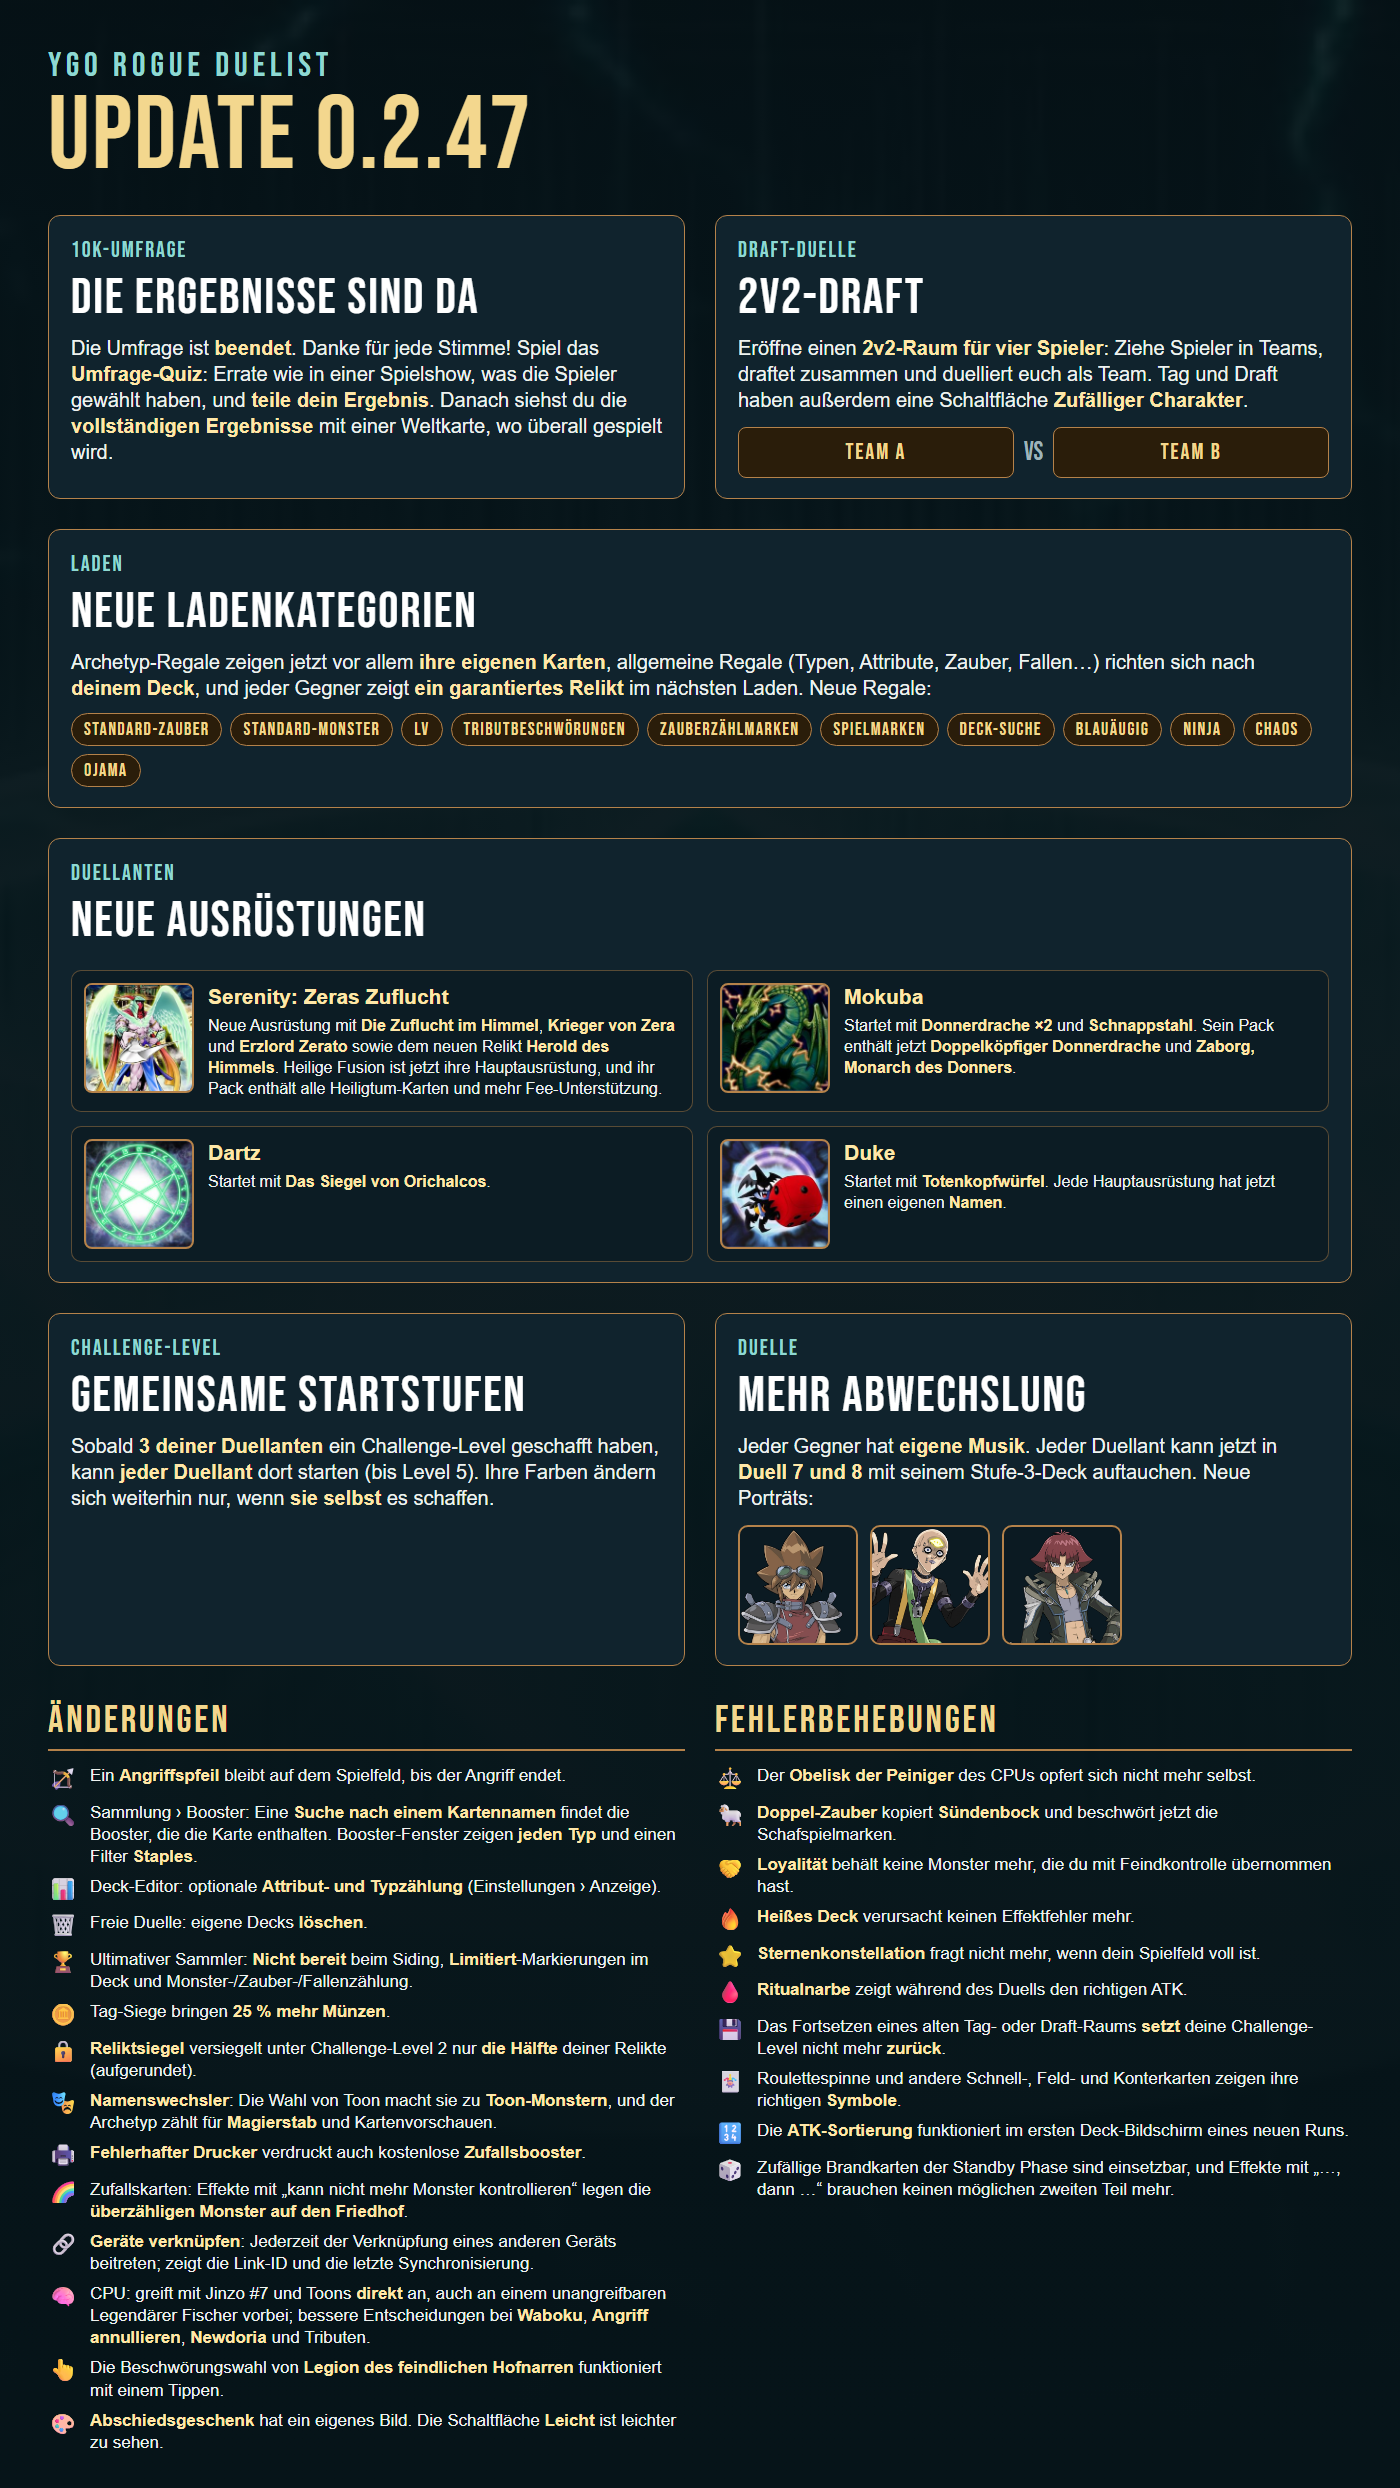 YGO ROGUE DUELIST
UPDATE 0.2.47
10K-UMFRAGE
DIE ERGEBNISSE SIND DA
Die Umfrage ist beendet. Danke für jede Stimme! Spiel das
Umfrage-Quiz: Errate wie in einer Spielshow, was die Spieler
gewählt haben, und teile dein Ergebnis. Danach siehst du die
vollständigen Ergebnisse mit einer Weltkarte, wo überall gespielt
wird.
DRAFT-DUELLE
2V2-DRAFT
Eröffne einen 2v2-Raum für vier Spieler: Ziehe Spieler in Teams,
draftet zusammen und duelliert euch als Team. Tag und Draft
haben außerdem eine Schaltfläche Zufälliger Charakter.
TEAM A VS TEAM B
LADEN
NEUE LADENKATEGORIEN
Archetyp-Regale zeigen jetzt vor allem ihre eigenen Karten, allgemeine Regale (Typen, Attribute, Zauber, Fallen…) richten sich nach
deinem Deck, und jeder Gegner zeigt ein garantiertes Relikt im nächsten Laden. Neue Regale:
STANDARD-ZAUBER STANDARD-MONSTER LV TRIBUTBESCHWÖRUNGEN ZAUBERZÄHLMARKEN SPIELMARKEN DECK-SUCHE BLAUÄUGIG NINJA CHAOS
OJAMA
DUELLANTEN
NEUE AUSRÜSTUNGEN
Serenity: Zeras Zuflucht
Neue Ausrüstung mit Die Zuflucht im Himmel, Krieger von Zera
und Erzlord Zerato sowie dem neuen Relikt Herold des
Himmels. Heilige Fusion ist jetzt ihre Hauptausrüstung, und ihr
Pack enthält alle Heiligtum-Karten und mehr Fee-Unterstützung.
Mokuba
Startet mit Donnerdrache ×2 und Schnappstahl. Sein Pack
enthält jetzt Doppelköpfiger Donnerdrache und Zaborg,
Monarch des Donners.
Dartz
Startet mit Das Siegel von Orichalcos.
Duke
Startet mit Totenkopfwürfel. Jede Hauptausrüstung hat jetzt
einen eigenen Namen.
CHALLENGE-LEVEL
GEMEINSAME STARTSTUFEN
Sobald 3 deiner Duellanten ein Challenge-Level geschafft haben,
kann jeder Duellant dort starten (bis Level 5). Ihre Farben ändern
sich weiterhin nur, wenn sie selbst es schaffen.
DUELLE
MEHR ABWECHSLUNG
Jeder Gegner hat eigene Musik. Jeder Duellant kann jetzt in
Duell 7 und 8 mit seinem Stufe-3-Deck auftauchen. Neue
Porträts:
ÄNDERUNGEN
Ein Angriffspfeil bleibt auf dem Spielfeld, bis der Angriff endet.
Sammlung › Booster: Eine Suche nach einem Kartennamen findet die
Booster, die die Karte enthalten. Booster-Fenster zeigen jeden Typ und einen
Filter Staples.
Deck-Editor: optionale Attribut- und Typzählung (Einstellungen › Anzeige).
Freie Duelle: eigene Decks löschen.
Ultimativer Sammler: Nicht bereit beim Siding, Limitiert-Markierungen im
Deck und Monster-/Zauber-/Fallenzählung.
Tag-Siege bringen 25 % mehr Münzen.
Reliktsiegel versiegelt unter Challenge-Level 2 nur die Hälfte deiner Relikte
(aufgerundet).
Namenswechsler: Die Wahl von Toon macht sie zu Toon-Monstern, und der
Archetyp zählt für Magierstab und Kartenvorschauen.
Fehlerhafter Drucker verdruckt auch kostenlose Zufallsbooster.
Zufallskarten: Effekte mit „kann nicht mehr Monster kontrollieren“ legen die
überzähligen Monster auf den Friedhof.
Geräte verknüpfen: Jederzeit der Verknüpfung eines anderen Geräts
beitreten; zeigt die Link-ID und die letzte Synchronisierung.
CPU: greift mit Jinzo #7 und Toons direkt an, auch an einem unangreifbaren
Legendärer Fischer vorbei; bessere Entscheidungen bei Waboku, Angriff
annullieren, Newdoria und Tributen.
Die Beschwörungswahl von Legion des feindlichen Hofnarren funktioniert
mit einem Tippen.
Abschiedsgeschenk hat ein eigenes Bild. Die Schaltfläche Leicht ist leichter
zu sehen.
FEHLERBEHEBUNGEN
Der Obelisk der Peiniger des CPUs opfert sich nicht mehr selbst.
Doppel-Zauber kopiert Sündenbock und beschwört jetzt die
Schafspielmarken.
Loyalität behält keine Monster mehr, die du mit Feindkontrolle übernommen
hast.
Heißes Deck verursacht keinen Effektfehler mehr.
Sternenkonstellation fragt nicht mehr, wenn dein Spielfeld voll ist.
Ritualnarbe zeigt während des Duells den richtigen ATK.
Das Fortsetzen eines alten Tag- oder Draft-Raums setzt deine Challenge-
Level nicht mehr zurück.
Roulettespinne und andere Schnell-, Feld- und Konterkarten zeigen ihre
richtigen Symbole.
Die ATK-Sortierung funktioniert im ersten Deck-Bildschirm eines neuen Runs.
Zufällige Brandkarten der Standby Phase sind einsetzbar, und Effekte mit „…,
dann …“ brauchen keinen möglichen zweiten Teil mehr.